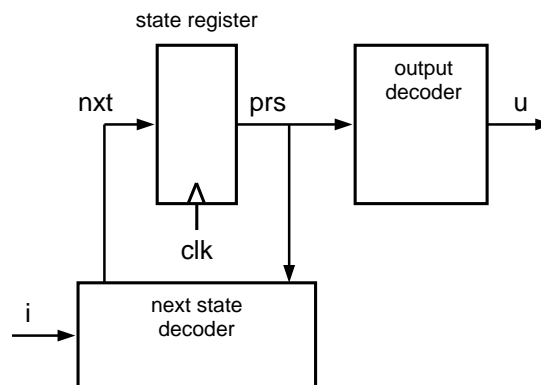 state register
output
decoder
nxt
prs
u
clk
i
next state
decoder